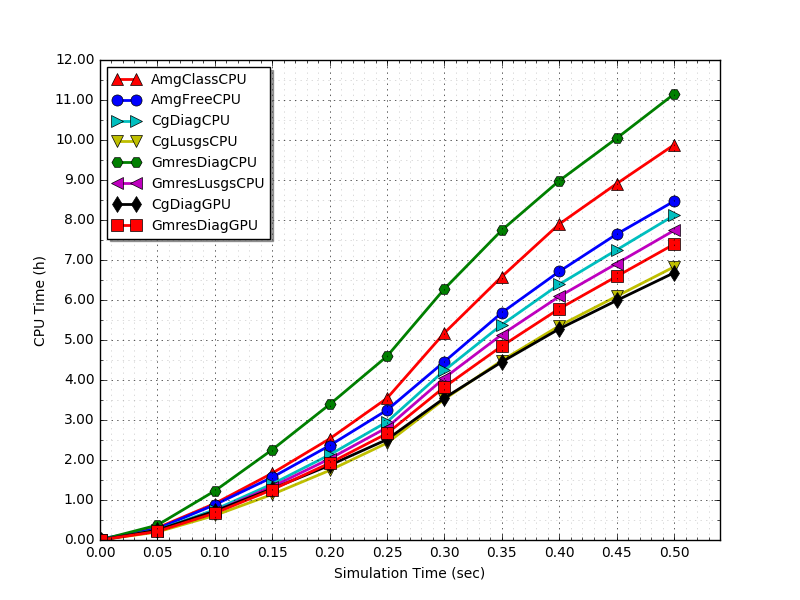 12.00
11.00
10.00
9.00
8.00
7.00
6.00
5.00
4.00
3.00
2.00
1.00
0.00
CPU Time (h)
AmgClassCPU
AmgFreeCPU
CgDiagCPU
CgLusgsCPU
GmresDiagCPU
GmresLusgsCPU
CgDiagGPU
GmresDiagGPU
0.00 0.05 0.10 0.15 0.20 0.25 0.30 0.35 0.40 0.45 0.50
Simulation Time (sec)